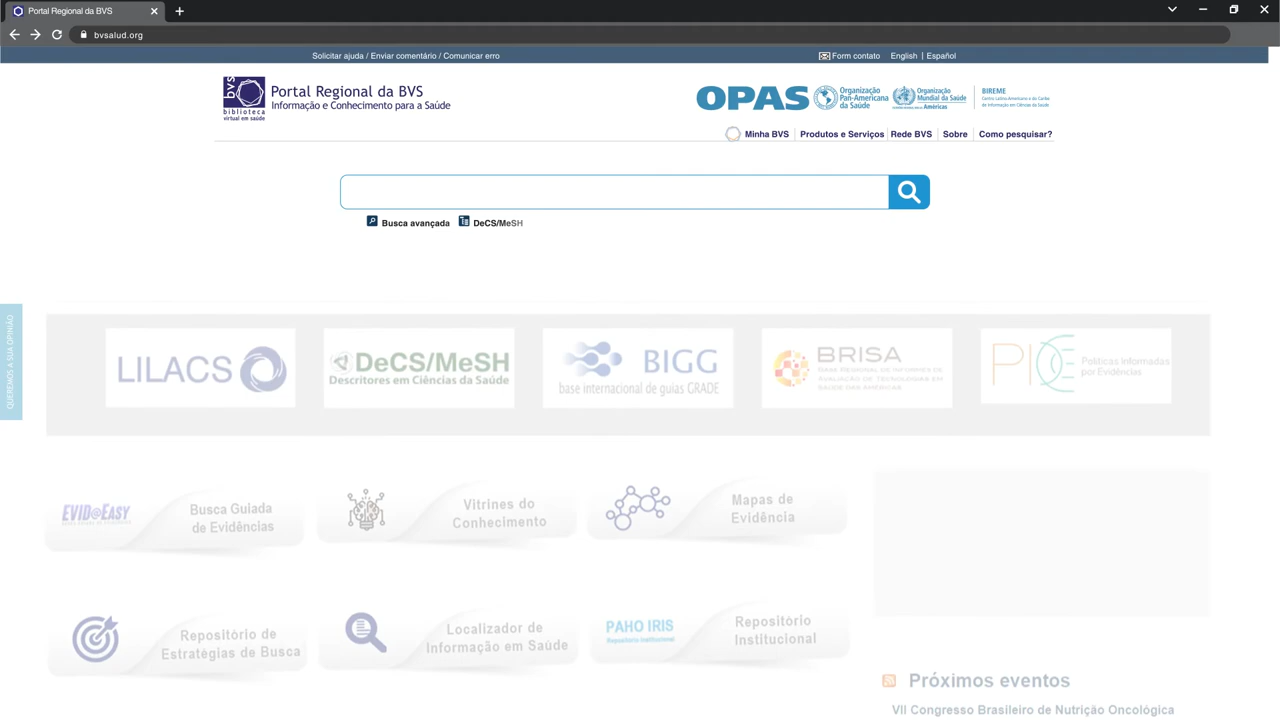 Portal Regional da BVS
bvsalud.org
Solicitar ajuda / Enviar comentário / Comunicar erro
Form contato English | Español
BVS
biblioteca
virtual em saúde
Portal Regional da BVS
Informação e Conhecimento para a Saúde
OPAS
Organização
Pan-Americana
da Saúde
Organização
Mundial da Saúde
Américas
BIREME
Centro Latino-Americano e do Caribe
de Informação em Ciências da Saúde
Minha BVS
Produtos e Serviços
Rede BVS
Sobre
Como pesquisar?
Busca avançada
DeCS/MeSH
QUEREMOS A SUA OPINIÃO
LILACS
DeCS/MeSH
Descritores em Ciências da Saúde
BIGG
base internacional de guías GRADE
BRISA
Base Regional de Informes de
Avaliação de Tecnologias em
Saúde das Américas
PIE
Políticas Informadas
por Evidências
EVID@EASY
Busca Guiada
de Evidências
Vitrines do
Conhecimento
Mapas de
Evidência
Repositório de
Estratégias de Busca
Localizador de
Informação em Saúde
PAHO IRIS
Repositório Institucional
Repositório
Institucional
Próximos eventos
VII Congresso Brasileiro de Nutrição Oncológica